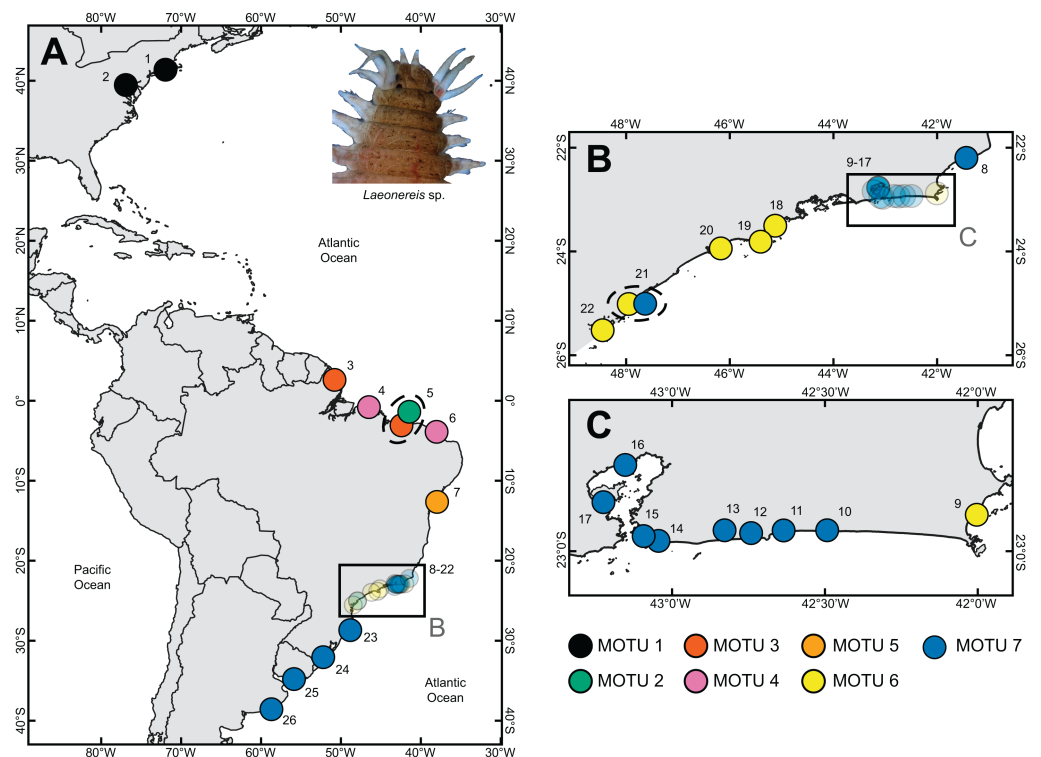 80°W 70°W 60°W 50°W 40°W 30°W
A
40°N 40°N
30°N 30°N
20°N 20°N
10°N 10°N
0° 0°
10°S 10°S
20°S 20°S
30°S 30°S
40°S 40°S
1
2
Laeonereis sp.
Atlantic
Ocean
3
4
5
6
7
8-22
B
Pacific
Ocean
23
24
25
26
Atlantic
Ocean
80°W 70°W 60°W 50°W 40°W 30°W
48°W 46°W 44°W 42°W
B
22°S 22°S
24°S 24°S
26°S 26°S
9-17
8
C
18
19
20
21
22
48°W 46°W 44°W 42°W
43°0'W 42°30'W 42°0'W
C
16
17
15
14
13
12
11
10
9
23°0'S 23°0'S
43°0'W 42°30'W 42°0'W
MOTU 1 MOTU 3 MOTU 5 MOTU 7
MOTU 2 MOTU 4 MOTU 6